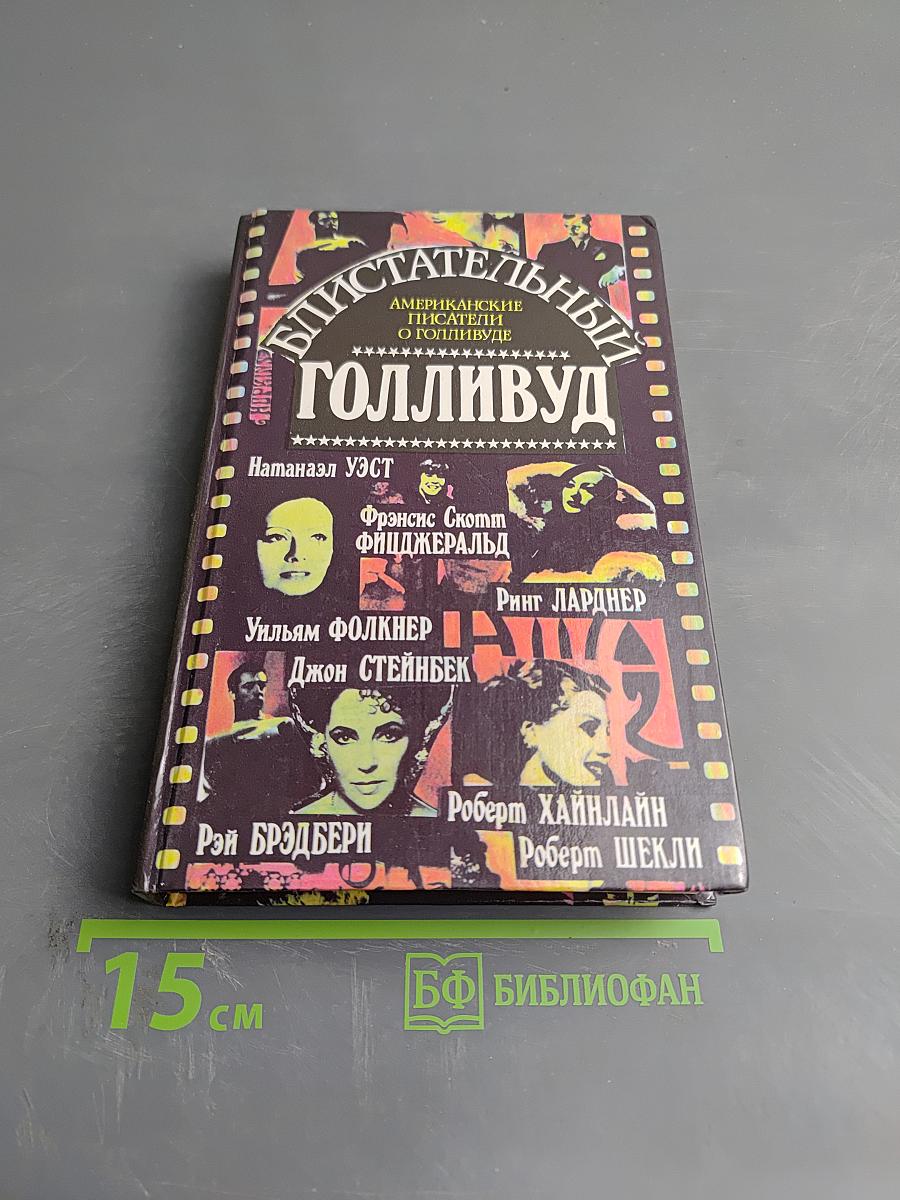 БЛИСТАТЕЛЬНЫЙ
АМЕРИКАНСКИЕ
ПИСАТЕЛИ
О ГОЛЛИВУДЕ
ГОЛЛИВУД
Натанаэл УЭСТ
Фрэнсис Скотт
ФИЦДЖЕРАЛЬД
Ринг ЛАРДНЕР
Уильям ФОЛКНЕР
Джон СТЕЙНБЕК
Роберт ХАЙНЛАЙН
Рэй БРЭДБЕРИ
Роберт ШЕКЛИ
15 см
БФ БИБЛИОФАН